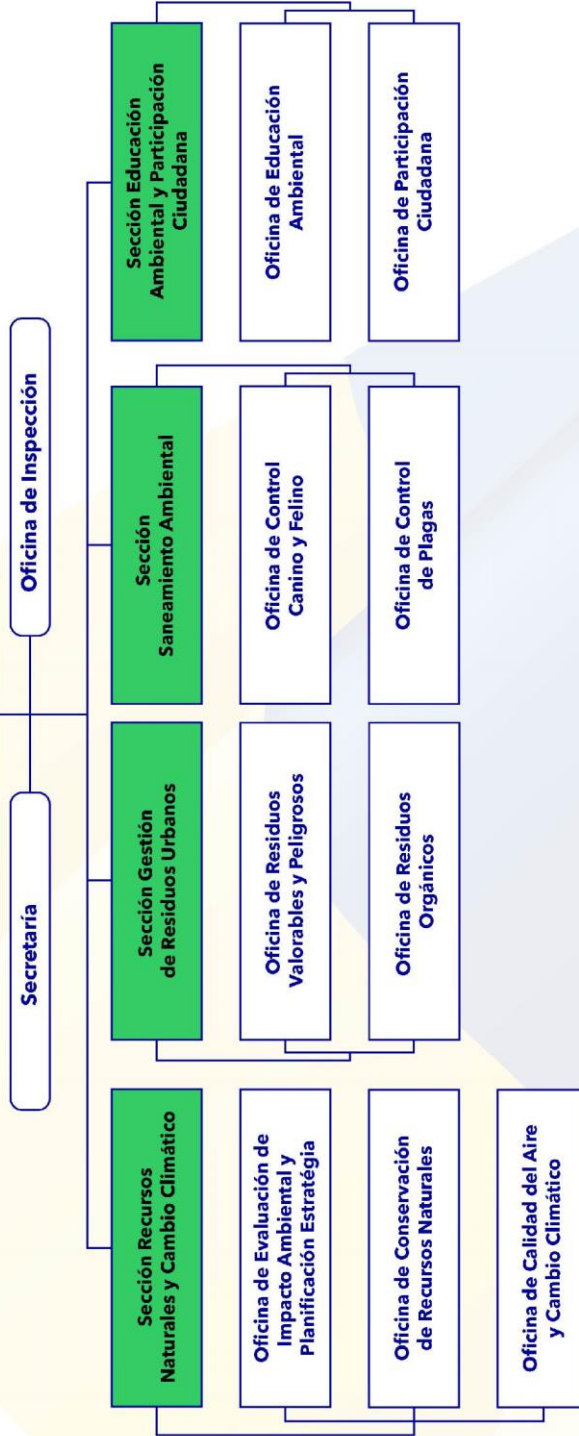 Secretaría
Oficina de Inspección
Sección Recursos
Naturales y Cambio Climático
Oficina de Evaluación de
Impacto Ambiental y
Planificación Estratégia
Oficina de Conservación
de Recursos Naturales
Oficina de Calidad del Aire
y Cambio Climático
Sección Gestión
de Residuos Urbanos
Oficina de Residuos
Valorables y Peligrosos
Oficina de Residuos
Orgánicos
Sección
Saneamiento Ambiental
Oficina de Control
Canino y Felino
Oficina de Control
de Plagas
Sección Educación
Ambiental y Participación
Ciudadana
Oficina de Educación
Ambiental
Oficina de Participación
Ciudadana